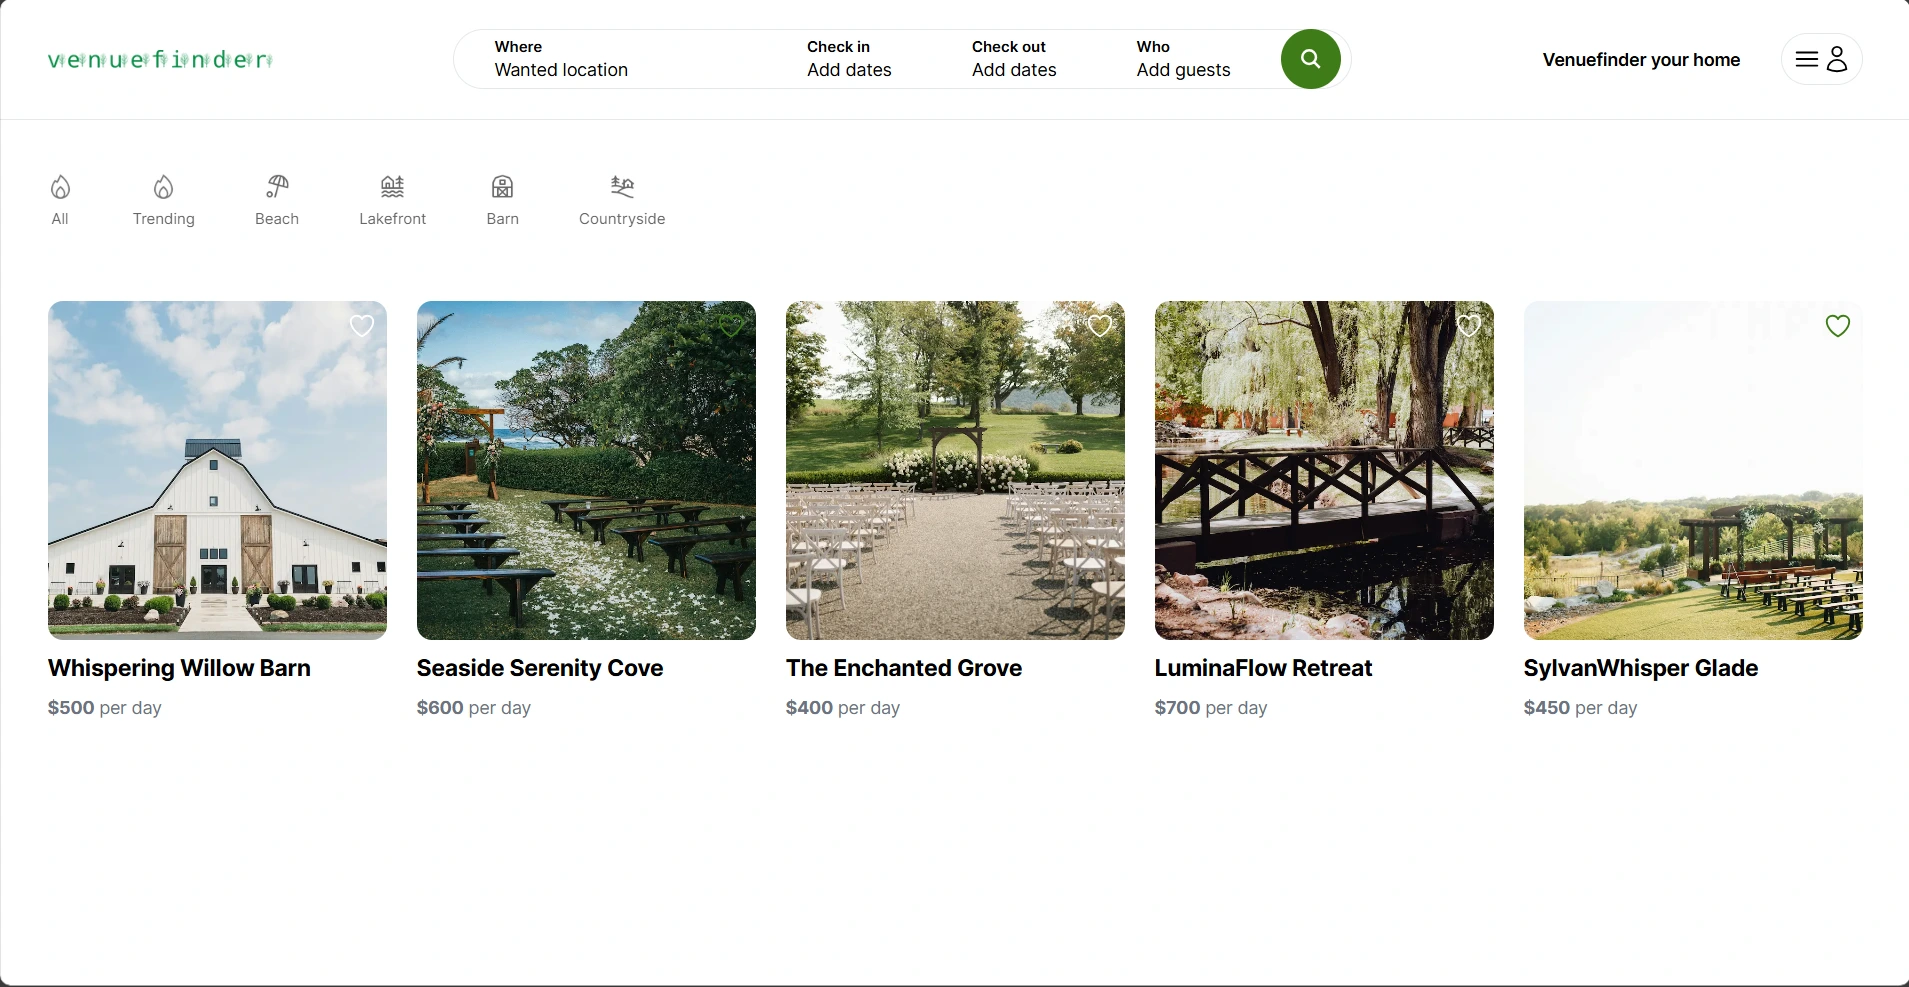 venuefinder
Where
Wanted location
Check in
Add dates
Check out
Add dates
Who
Add guests
Venuefinder your home
All
Trending
Beach
Lakefront
Barn
Countryside
Whispering Willow Barn
$500 per day
Seaside Serenity Cove
$600 per day
The Enchanted Grove
$400 per day
LuminaFlow Retreat
$700 per day
SylvanWhisper Glade
$450 per day